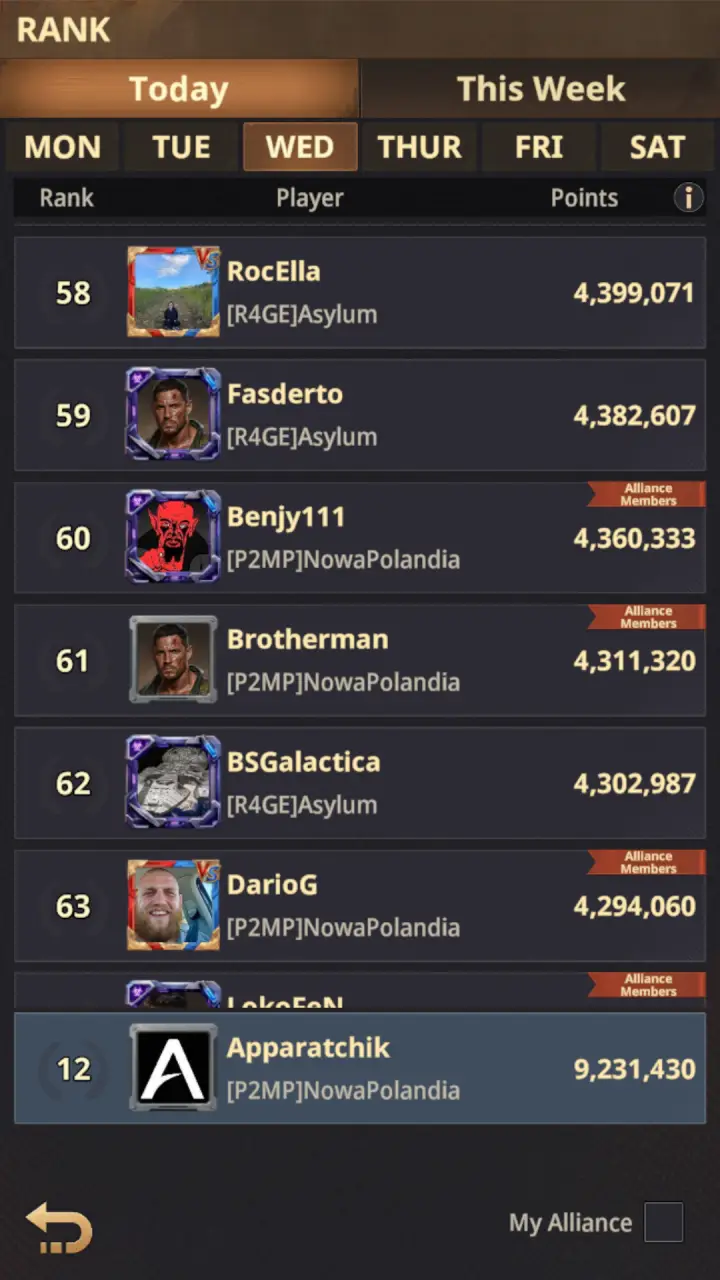 RANK
Today
This Week
MON
TUE
WED
THUR
FRI
SAT
Rank
Player
Points
i
58
VS
RocElla
[R4GE]Asylum
4,399,071
59
Fasderto
[R4GE]Asylum
4,382,607
Alliance
Members
60
Benjy111
[P2MP]NowaPolandia
4,360,333
Alliance
Members
61
Brotherman
[P2MP]NowaPolandia
4,311,320
62
BSGalactica
[R4GE]Asylum
4,302,987
Alliance
Members
63
VS
DarioG
[P2MP]NowaPolandia
4,294,060
Alliance
Members
12
A
Apparatchik
[P2MP]NowaPolandia
9,231,430
My Alliance